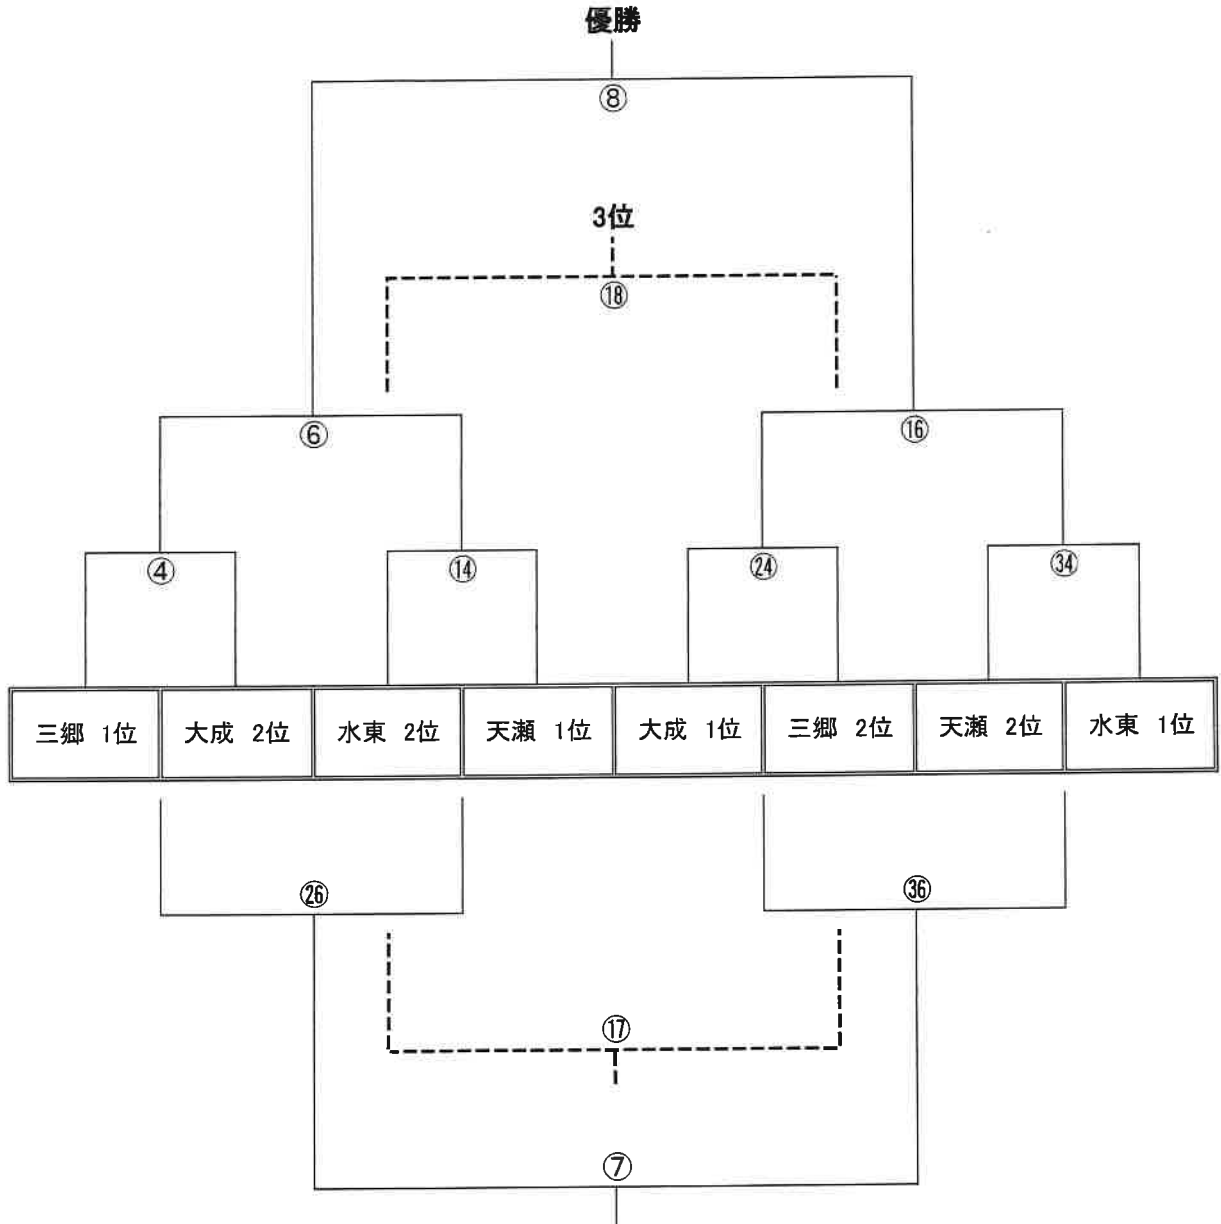 優勝
⑧
3位
⑱
⑥
⑯
④
⑭
㉔
㉞
三郷 1位
大成 2位
水東 2位
天瀬 1位
大成 1位
三郷 2位
天瀬 2位
水東 1位
㉖
㊱
⑰
⑦